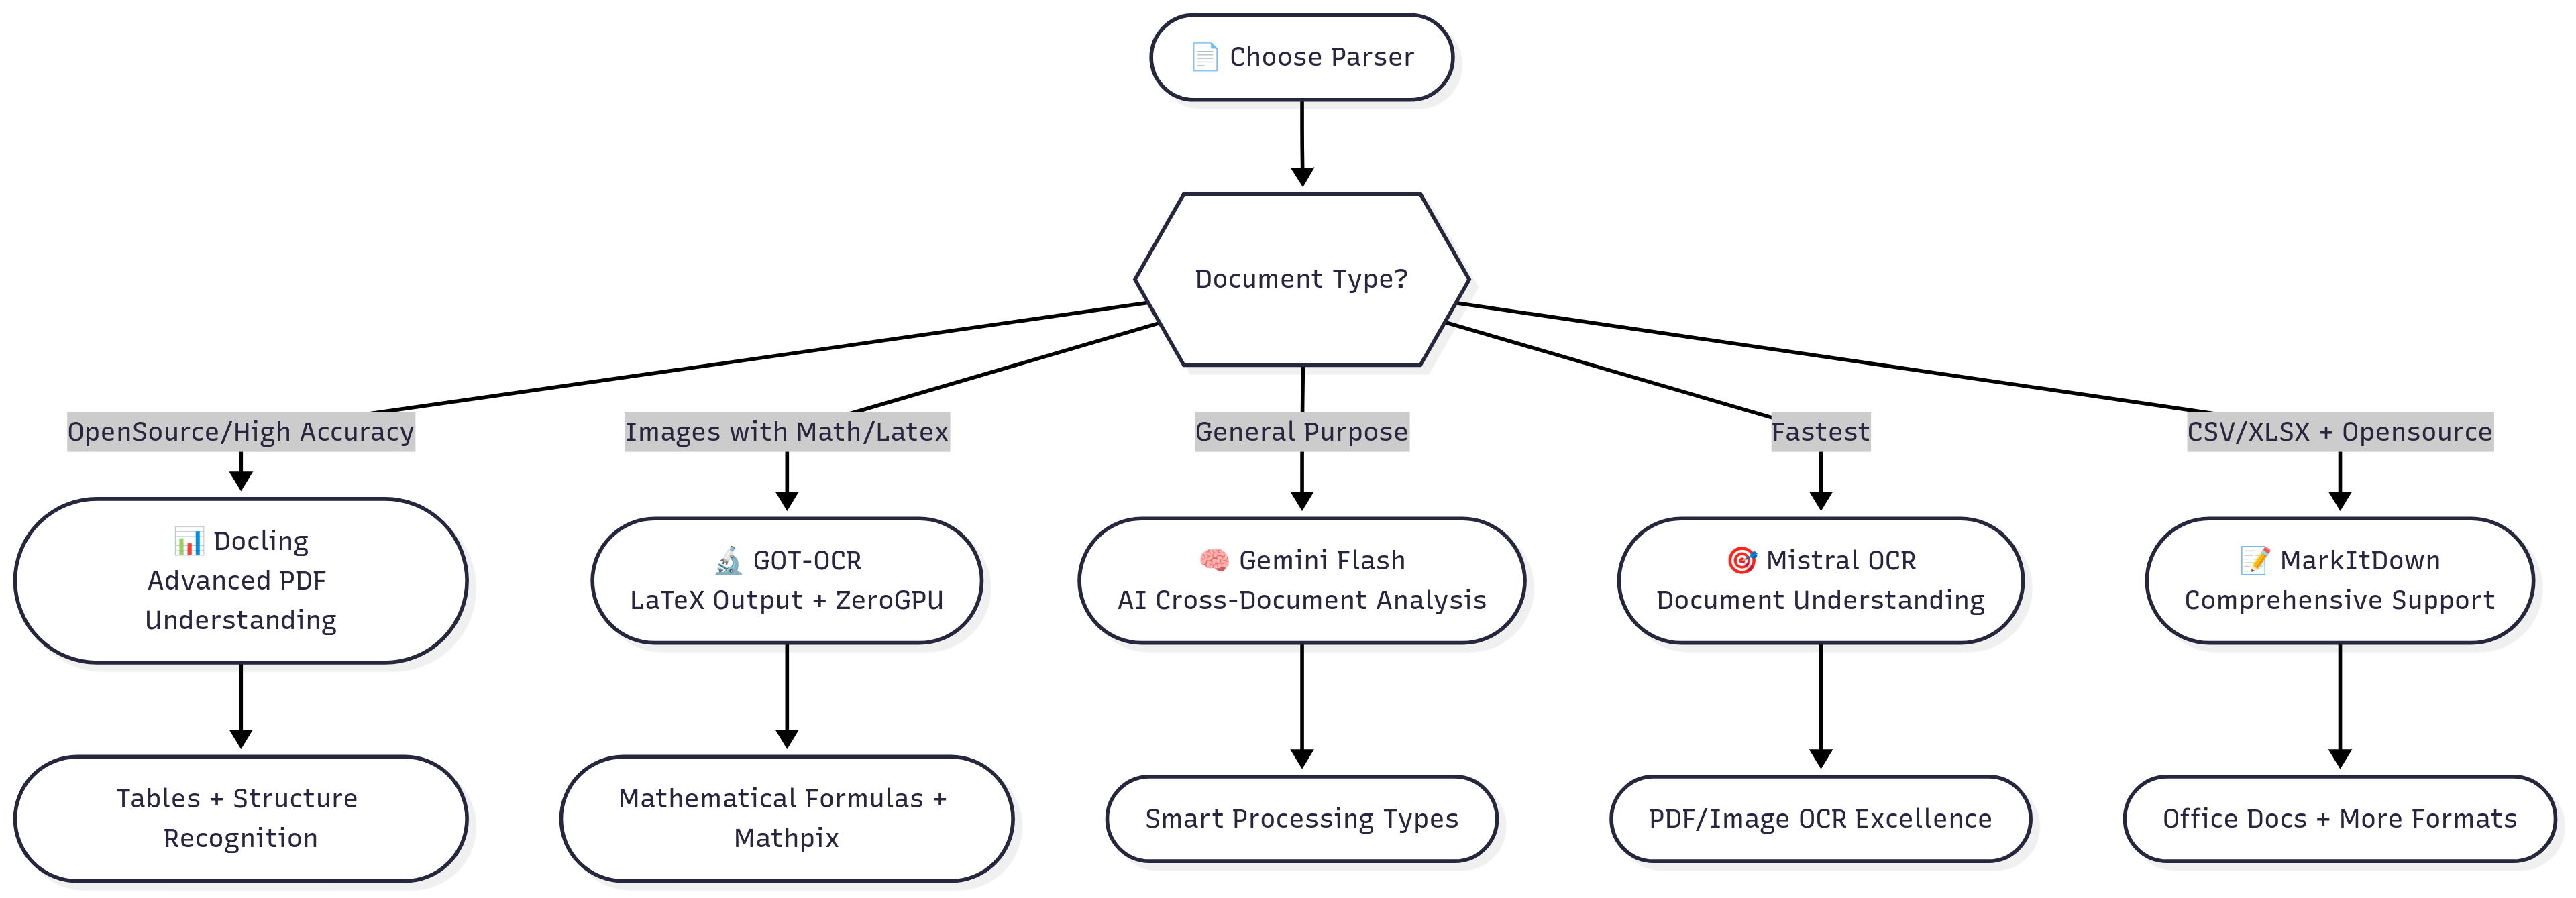 📄 Choose Parser
Document Type?
OpenSource/High Accuracy
Images with Math/Latex
General Purpose
Fastest
CSV/XLSX + Opensource
📊 Docling
Advanced PDF
Understanding
🔬 GOT-OCR
LaTeX Output + ZeroGPU
🧠 Gemini Flash
AI Cross-Document Analysis
🎯 Mistral OCR
Document Understanding
📝 MarkItDown
Comprehensive Support
Tables + Structure
Recognition
Mathematical Formulas +
Mathpix
Smart Processing Types
PDF/Image OCR Excellence
Office Docs + More Formats